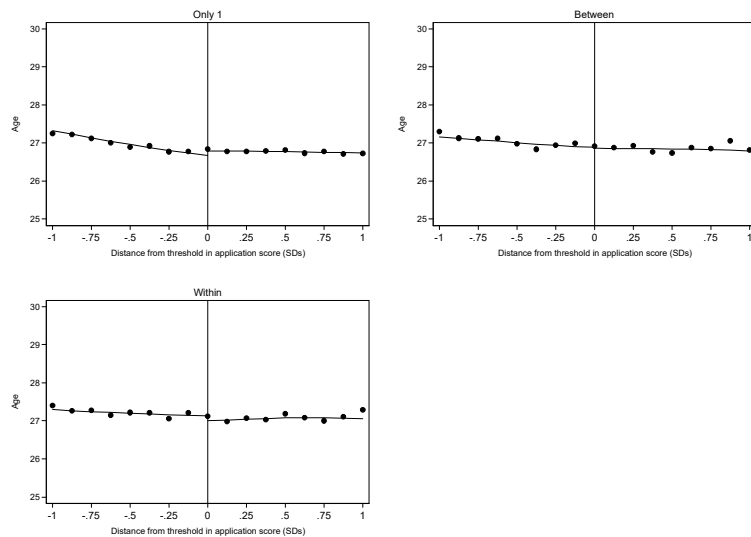 Only 1
30
29
28
27
26
25
Age
-1 -.75 -.5 -.25 0 .25 .5 .75 1
Distance from threshold in application score (SDs)
Between
30
29
28
27
26
25
Age
-1 -.75 -.5 -.25 0 .25 .5 .75 1
Distance from threshold in application score (SDs)
Within
30
29
28
27
26
25
Age
-1 -.75 -.5 -.25 0 .25 .5 .75 1
Distance from threshold in application score (SDs)